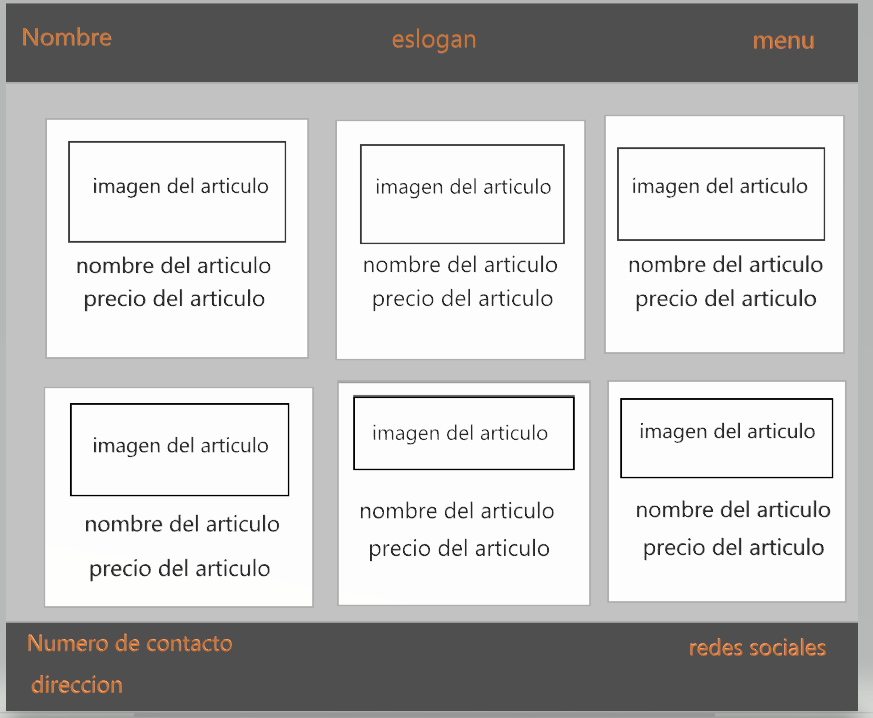 Nombre
eslogan
menu
imagen del articulo
nombre del articulo
precio del articulo
imagen del articulo
nombre del articulo
precio del articulo
imagen del articulo
nombre del articulo
precio del articulo
imagen del articulo
nombre del articulo
precio del articulo
imagen del articulo
nombre del articulo
precio del articulo
imagen del articulo
nombre del articulo
precio del articulo
Numero de contacto
direccion
redes sociales